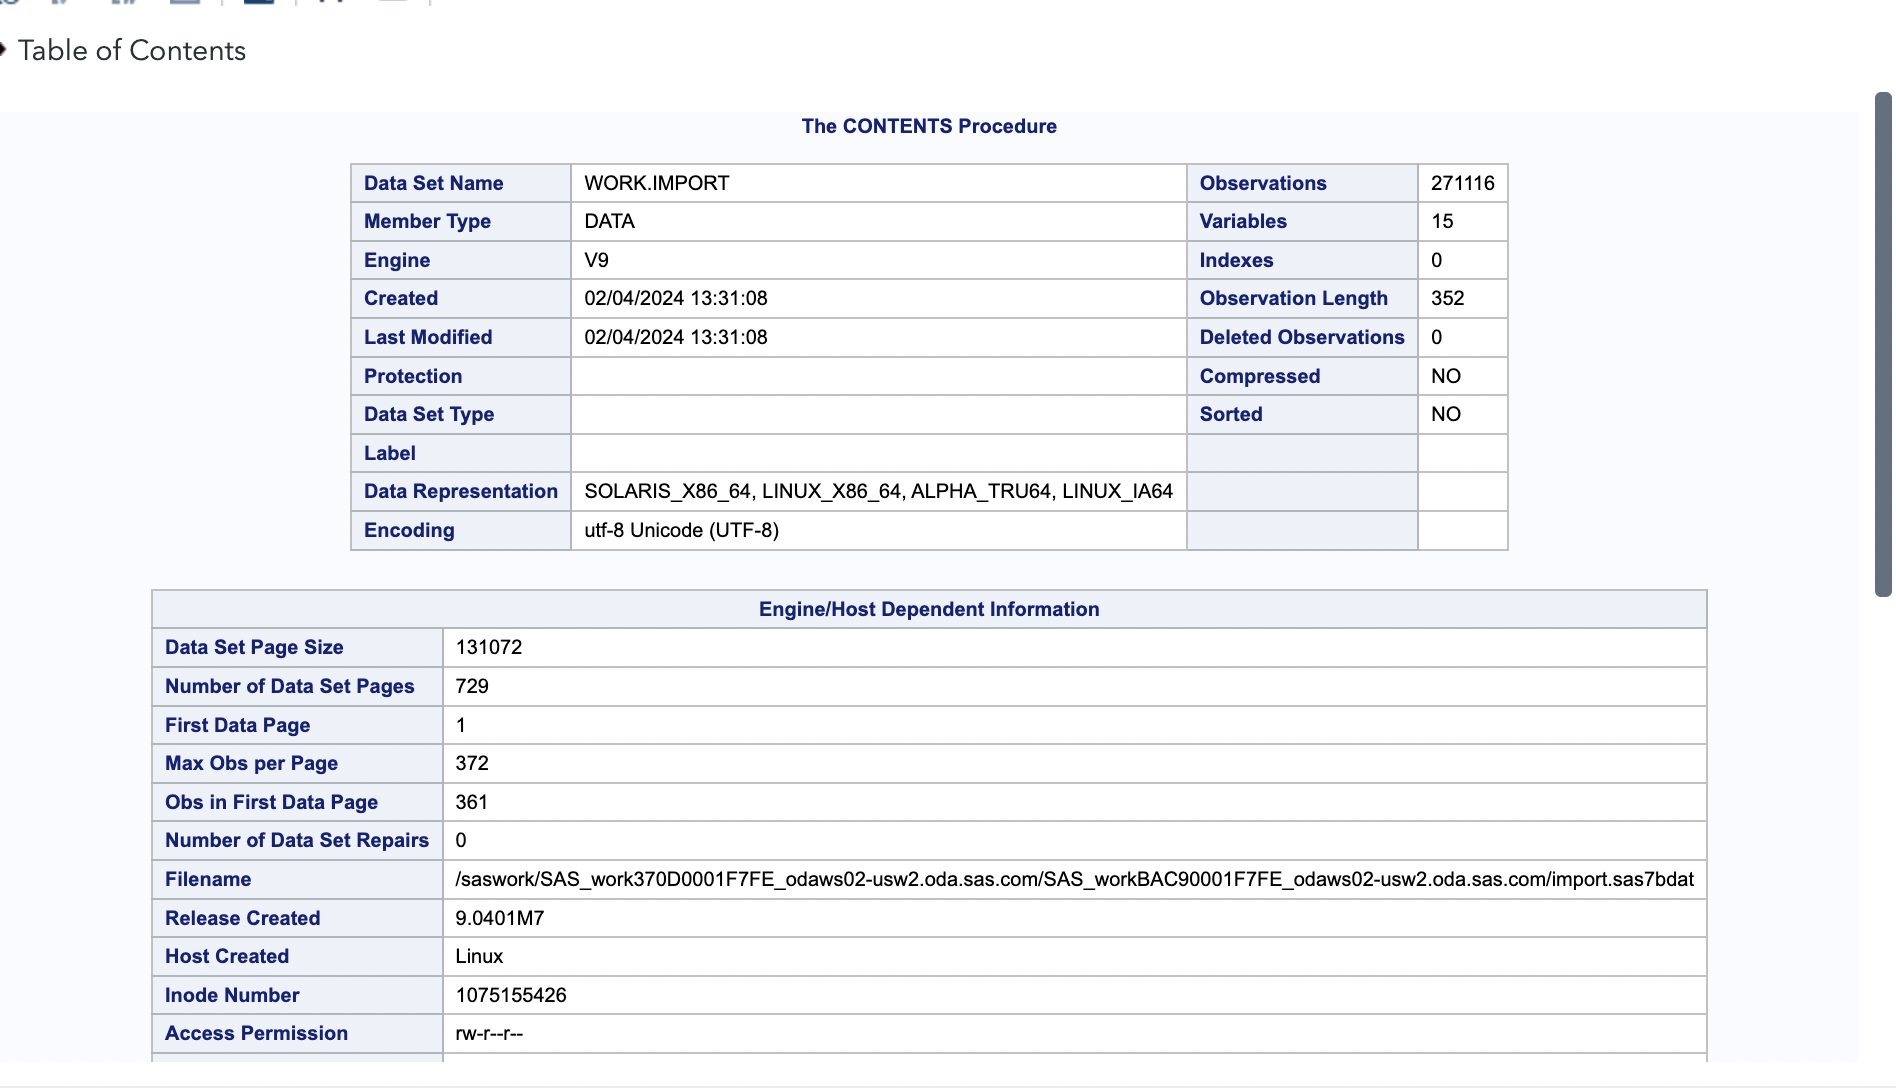 Table of Contents
The CONTENTS Procedure
Data Set Name WORK.IMPORT Observations 271116
Member Type DATA Variables 15
Engine V9 Indexes 0
Created 02/04/2024 13:31:08 Observation Length 352
Last Modified 02/04/2024 13:31:08 Deleted Observations 0
Protection Compressed NO
Data Set Type Sorted NO
Label
Data Representation SOLARIS_X86_64, LINUX_X86_64, ALPHA_TRU64, LINUX_IA64
Encoding utf-8 Unicode (UTF-8)
Engine/Host Dependent Information
Data Set Page Size 131072
Number of Data Set Pages 729
First Data Page 1
Max Obs per Page 372
Obs in First Data Page 361
Number of Data Set Repairs 0
Filename /saswork/SAS_work370D0001F7FE_odaws02-usw2.oda.sas.com/SAS_workBAC90001F7FE_odaws02-usw2.oda.sas.com/import.sas7bdat
Release Created 9.0401M7
Host Created Linux
Inode Number 1075155426
Access Permission rw-r--r--